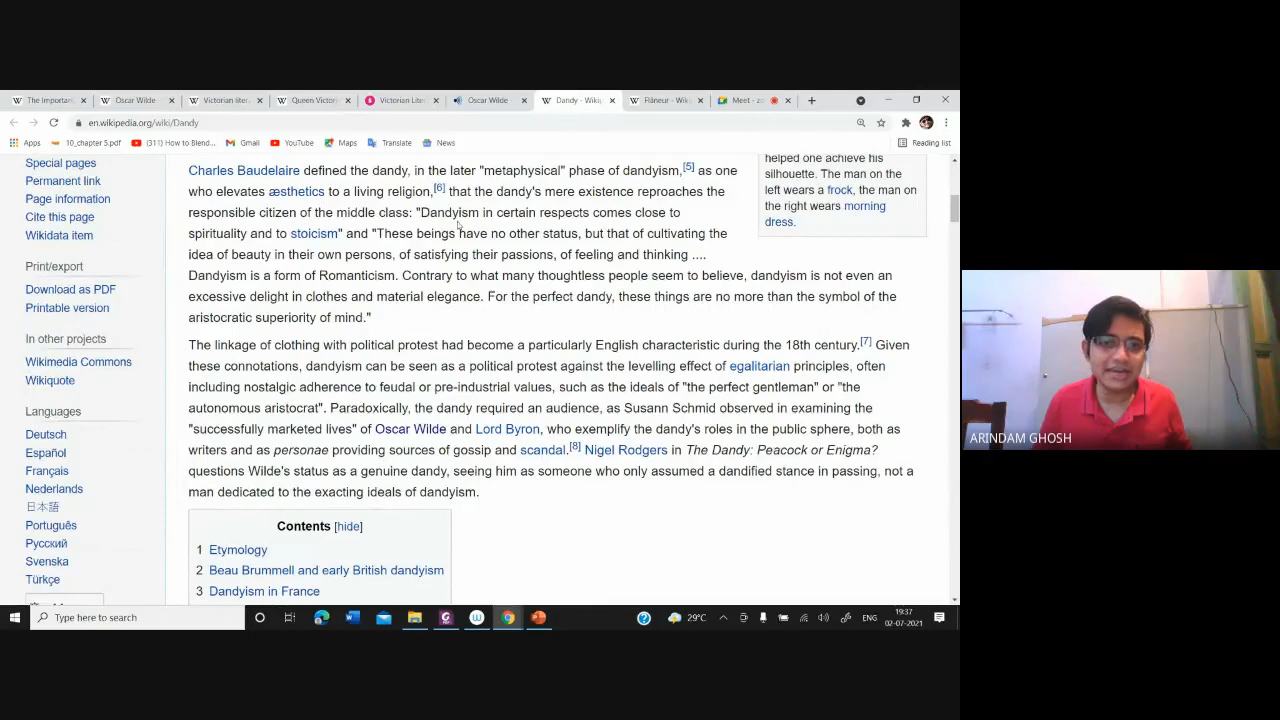 The Importan
Oscar Wilde
Victorian liter
Queen Victor
Victorian Liter
Oscar Wilde
Dandy - Wiki
Flâneur - Wik
Meet - zo
en.wikipedia.org/wiki/Dandy
Apps
10_chapter 5.pdf
(311) How to Blend...
Gmail
YouTube
Maps
Translate
News
Reading list
Special pages
Permanent link
Page information
Cite this page
Wikidata item
Print/export
Download as PDF
Printable version
In other projects
Wikimedia Commons
Wikiquote
Languages
Deutsch
Español
Français
Nederlands
日本語
Português
Русский
Svenska
Türkçe
Charles Baudelaire defined the dandy, in the later "metaphysical" phase of dandyism,[5] as one
who elevates æsthetics to a living religion,[6] that the dandy's mere existence reproaches the
responsible citizen of the middle class: "Dandyism in certain respects comes close to
spirituality and to stoicism" and "These beings have no other status, but that of cultivating the
idea of beauty in their own persons, of satisfying their passions, of feeling and thinking ....
Dandyism is a form of Romanticism. Contrary to what many thoughtless people seem to believe, dandyism is not even an
excessive delight in clothes and material elegance. For the perfect dandy, these things are no more than the symbol of the
aristocratic superiority of mind."
The linkage of clothing with political protest had become a particularly English characteristic during the 18th century.[7] Given
these connotations, dandyism can be seen as a political protest against the levelling effect of egalitarian principles, often
including nostalgic adherence to feudal or pre-industrial values, such as the ideals of "the perfect gentleman" or "the
autonomous aristocrat". Paradoxically, the dandy required an audience, as Susann Schmid observed in examining the
"successfully marketed lives" of Oscar Wilde and Lord Byron, who exemplify the dandy's roles in the public sphere, both as
writers and as personae providing sources of gossip and scandal.[8] Nigel Rodgers in The Dandy: Peacock or Enigma?
questions Wilde's status as a genuine dandy, seeing him as someone who only assumed a dandified stance in passing, not a
man dedicated to the exacting ideals of dandyism.
Contents [hide]
1 Etymology
2 Beau Brummell and early British dandyism
3 Dandyism in France
helped one achieve his
silhouette. The man on
the left wears a frock, the man on
the right wears morning
dress.
ARINDAM GHOSH
Type here to search
29°C
ENG
19:37
02-07-2021